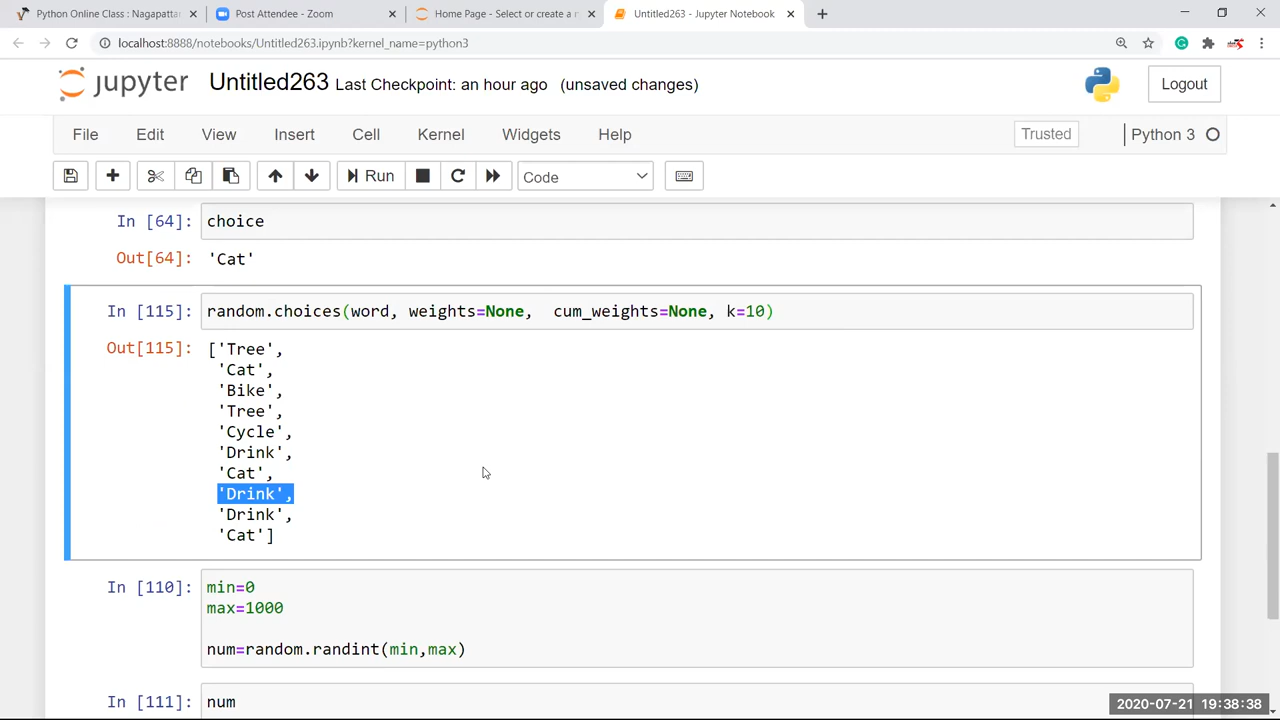 Python Online Class : Nagapattan
Post Attendee - Zoom
Home Page - Select or create a n
Untitled263 - Jupyter Notebook
localhost:8888/notebooks/Untitled263.ipynb?kernel_name=python3
jupyter Untitled263 Last Checkpoint: an hour ago (unsaved changes) Logout
File Edit View Insert Cell Kernel Widgets Help Trusted Python 3
Run Code
In [64]: choice
Out[64]: 'Cat'
In [115]: random.choices(word, weights=None,  cum_weights=None, k=10)
Out[115]: ['Tree',
'Cat',
'Bike',
'Tree',
'Cycle',
'Drink',
'Cat',
'Drink',
'Drink',
'Cat']
In [110]: min=0
max=1000
num=random.randint(min,max)
In [111]: num
2020-07-21 19:38:38